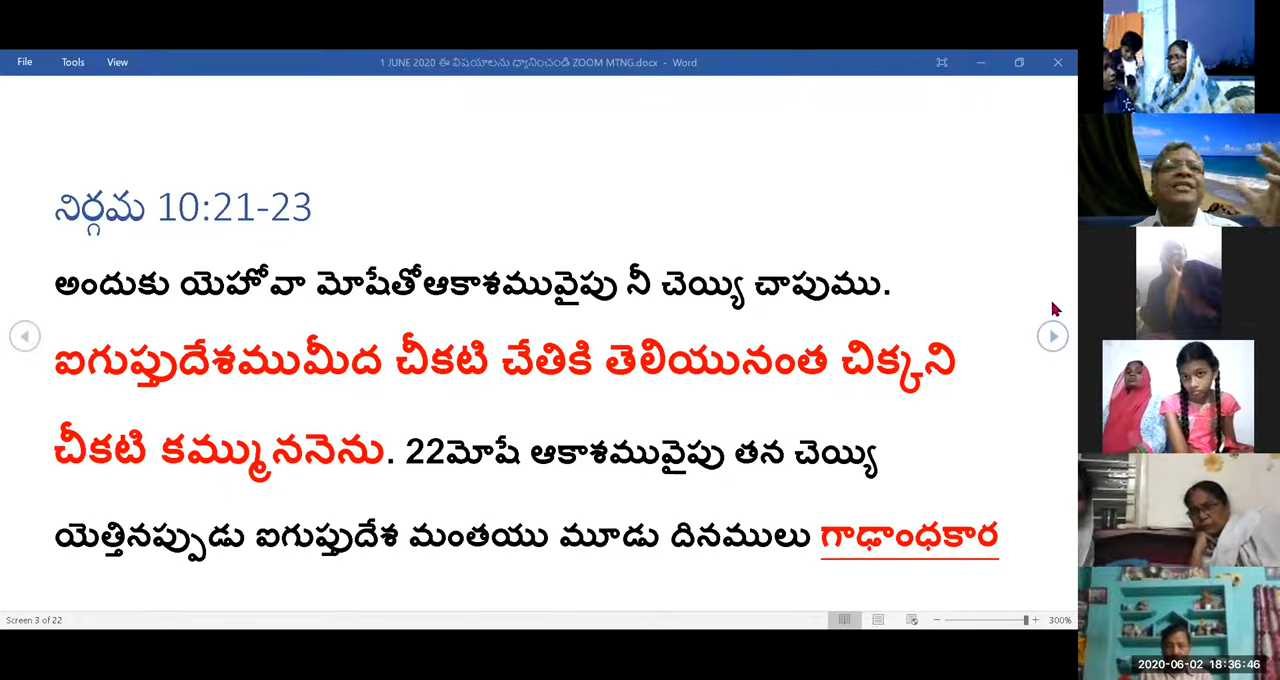 File Tools View 1 JUNE 2020 ఈ విషయాలను ధ్యానించండి ZOOM MTNG.docx - Word
నిర్గమ 10:21-23
అందుకు యెహోవా మోషేతోఆకాశమువైపు నీ చెయ్యి చాపుము.
ఐగుప్తుదేశముమీద చీకటి చేతికి తెలియునంత చిక్కని
చీకటి కమ్ముననెను. 22మోషే ఆకాశమువైపు తన చెయ్యి
యెత్తినప్పుడు ఐగుప్తుదేశ మంతయు మూడు దినములు గాఢాంధకార
Screen 3 of 22 300%
2020-06-02 18:36:46